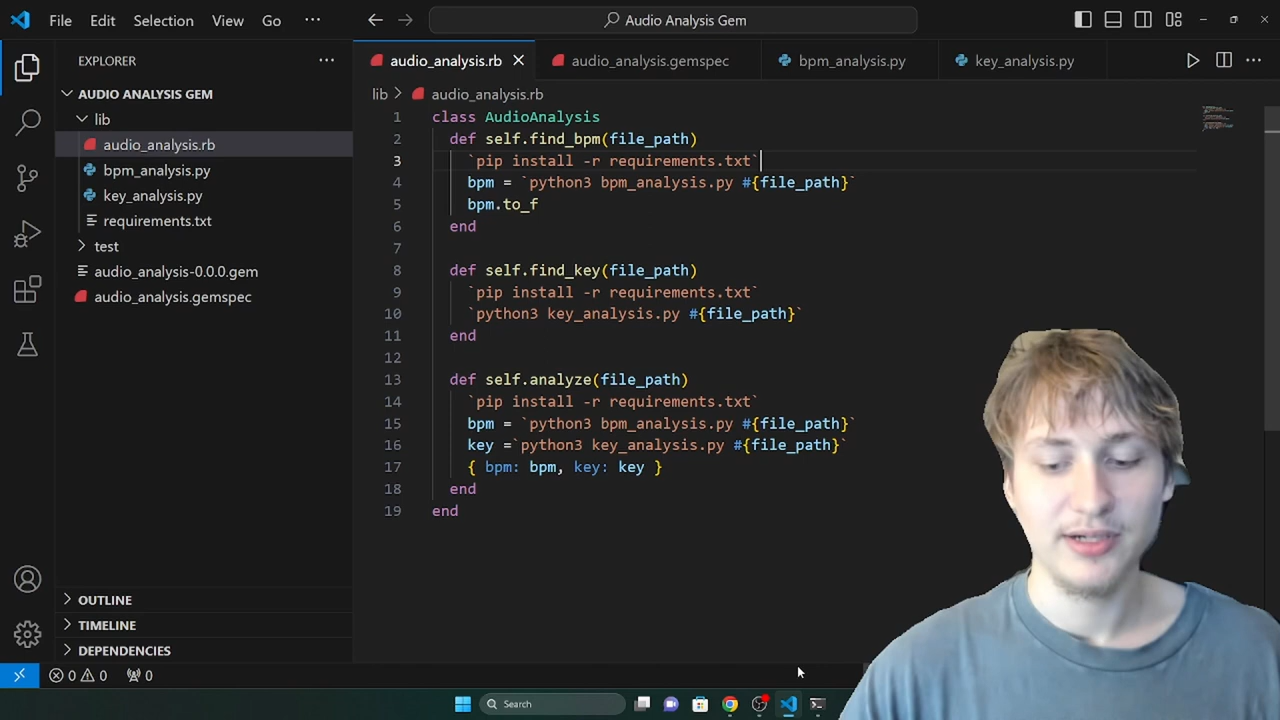 File Edit Selection View Go ··· Audio Analysis Gem
EXPLORER ···
audio_analysis.rb
audio_analysis.gemspec
bpm_analysis.py
key_analysis.py
AUDIO ANALYSIS GEM
lib
audio_analysis.rb
bpm_analysis.py
key_analysis.py
requirements.txt
test
audio_analysis-0.0.0.gem
audio_analysis.gemspec
OUTLINE
TIMELINE
DEPENDENCIES
lib > audio_analysis.rb
1 class AudioAnalysis
2 def self.find_bpm(file_path)
3 `pip install -r requirements.txt`
4 bpm = `python3 bpm_analysis.py #{file_path}`
5 bpm.to_f
6 end
7
8 def self.find_key(file_path)
9 `pip install -r requirements.txt`
10 `python3 key_analysis.py #{file_path}`
11 end
12
13 def self.analyze(file_path)
14 `pip install -r requirements.txt`
15 bpm = `python3 bpm_analysis.py #{file_path}`
16 key =`python3 key_analysis.py #{file_path}`
17 { bpm: bpm, key: key }
18 end
19 end
0 0 0
Search